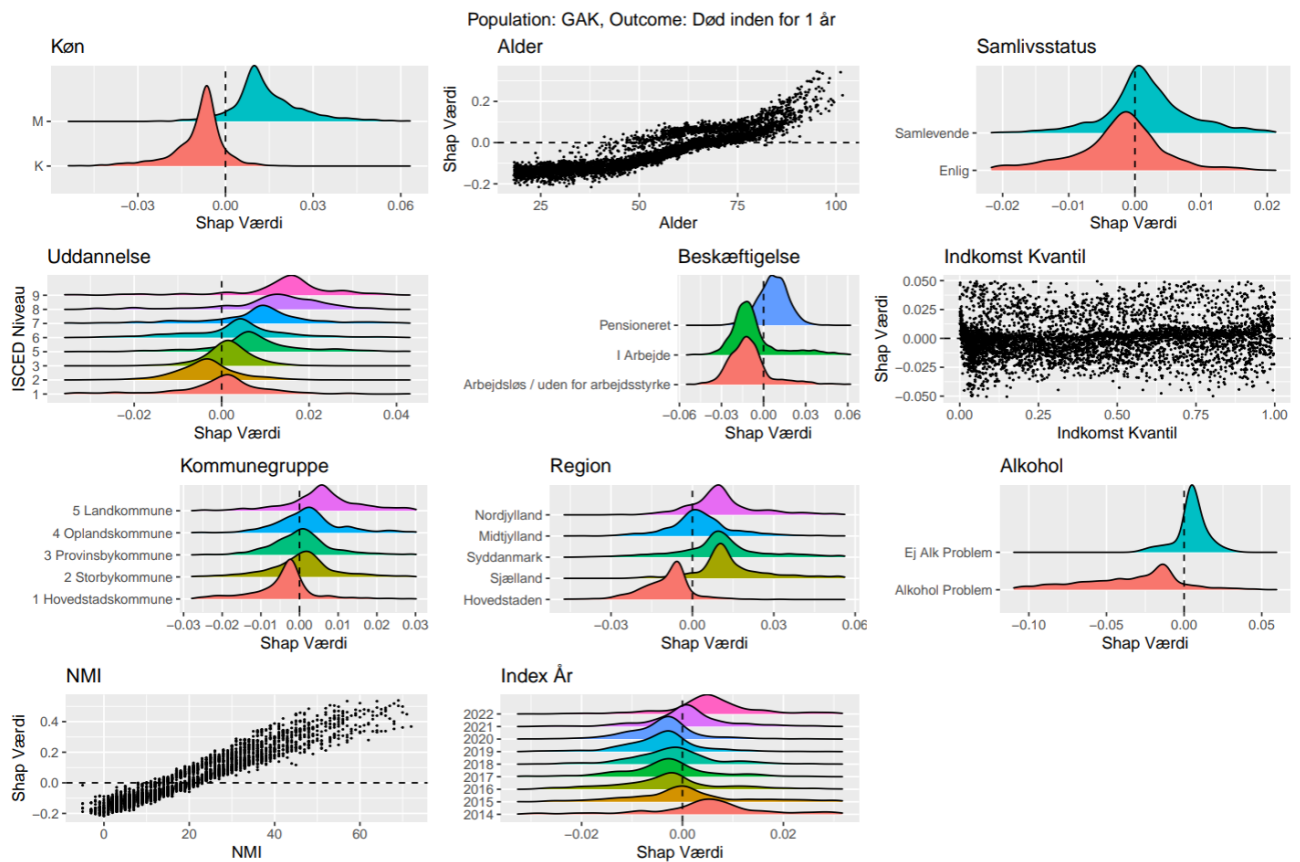 Population: GAK, Outcome: Død inden for 1 år
Køn
M
K
−0.03 0.00 0.03 0.06
Shap Værdi
Alder
Shap Værdi
0.2
0.0
−0.2
25 50 75 100
Alder
Samlivsstatus
Samlevende
Enlig
−0.02 −0.01 0.00 0.01 0.02
Shap Værdi
Uddannelse
ISCED Niveau
9
8
7
6
5
3
2
1
−0.02 0.00 0.02 0.04
Shap Værdi
Beskæftigelse
Pensioneret
I Arbejde
Arbejdsløs / uden for arbejdsstyrke
−0.06 −0.03 0.00 0.03 0.06
Shap Værdi
Indkomst Kvantil
Shap Værdi
0.050
0.025
0.000
−0.025
−0.050
0.00 0.25 0.50 0.75 1.00
Indkomst Kvantil
Kommunegruppe
5 Landkommune
4 Oplandskommune
3 Provinsbykommune
2 Storbykommune
1 Hovedstadskommune
−0.03 −0.02 −0.01 0.00 0.01 0.02 0.03
Shap Værdi
Region
Nordjylland
Midtjylland
Syddanmark
Sjælland
Hovedstaden
−0.03 0.00 0.03 0.06
Shap Værdi
Alkohol
Ej Alk Problem
Alkohol Problem
−0.10 −0.05 0.00 0.05
Shap Værdi
NMI
Shap Værdi
0.4
0.2
0.0
−0.2
0 20 40 60
NMI
Index År
2022
2021
2020
2019
2018
2017
2016
2015
2014
−0.02 0.00 0.02
Shap Værdi